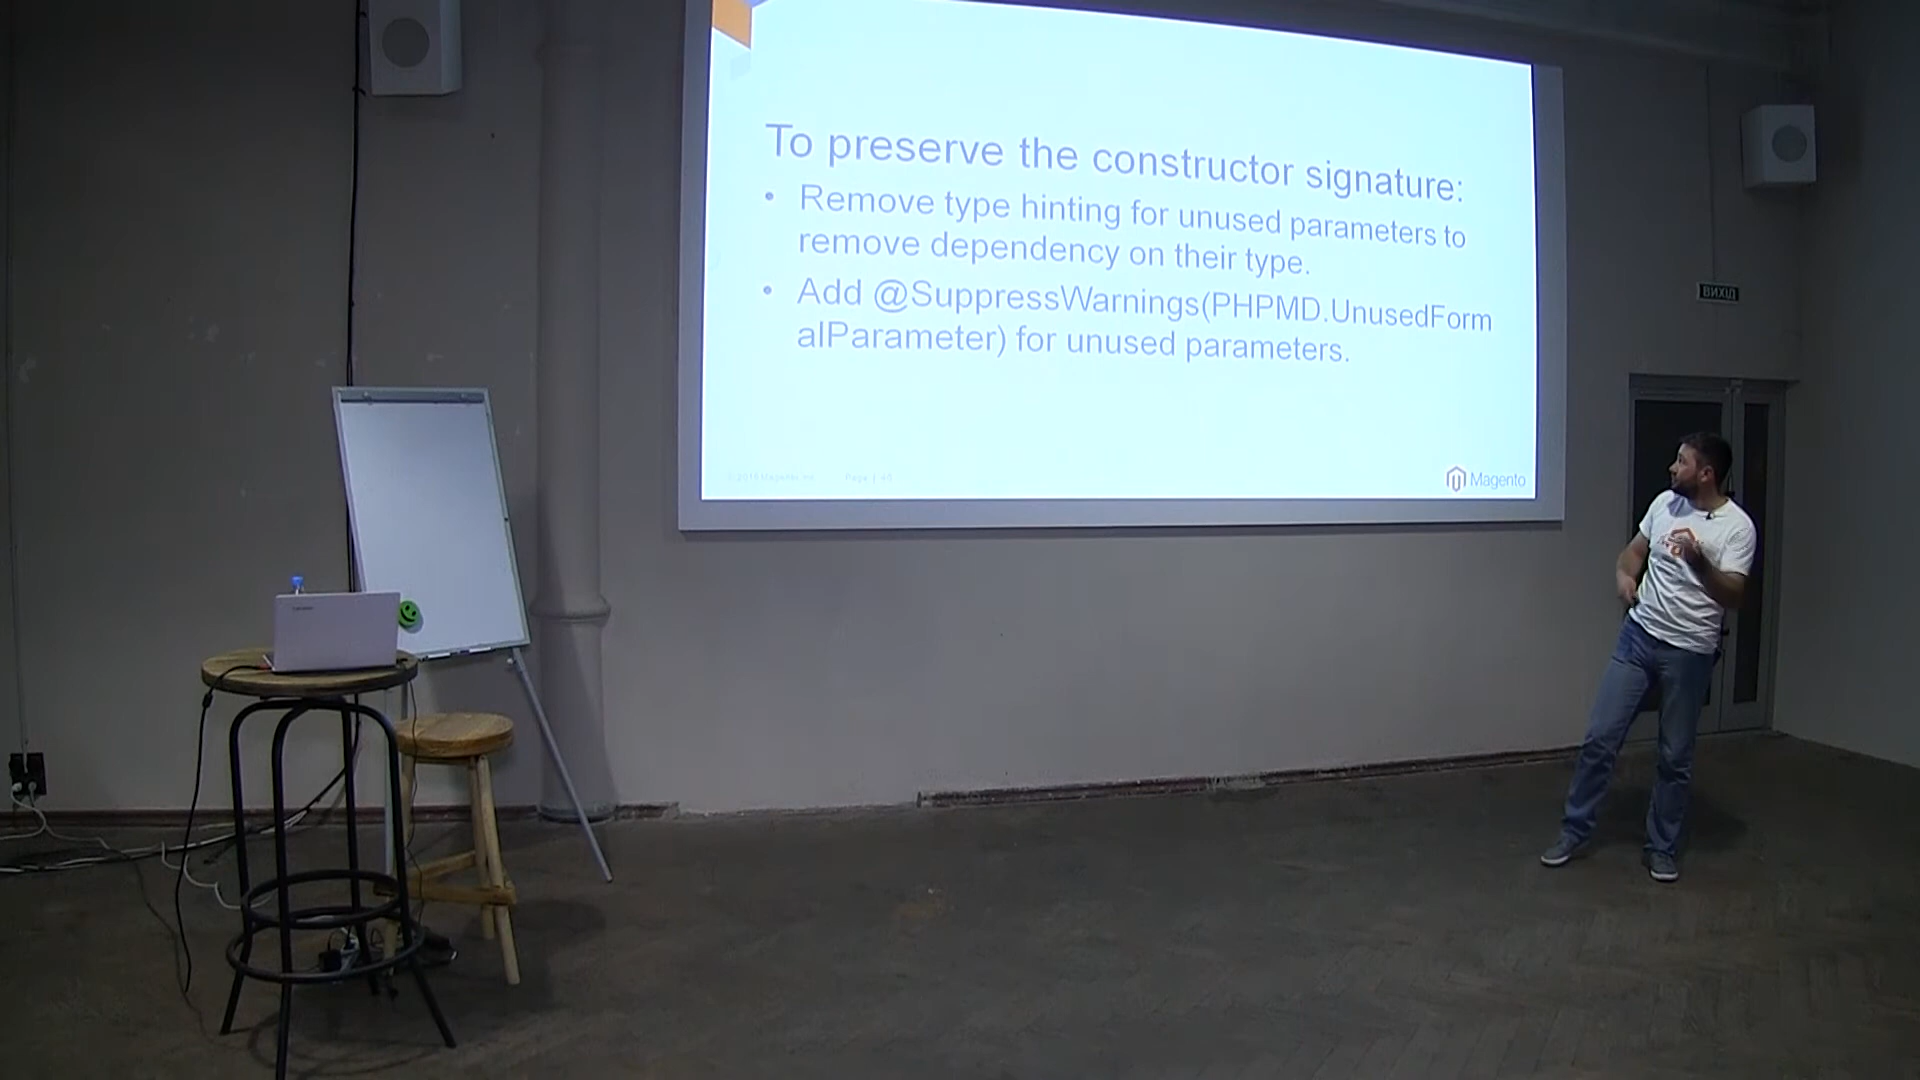 To preserve the constructor signature:
• Remove type hinting for unused parameters to
remove dependency on their type.
• Add @SuppressWarnings(PHPMD.UnusedForm
alParameter) for unused parameters.
Magento
ВИХІД